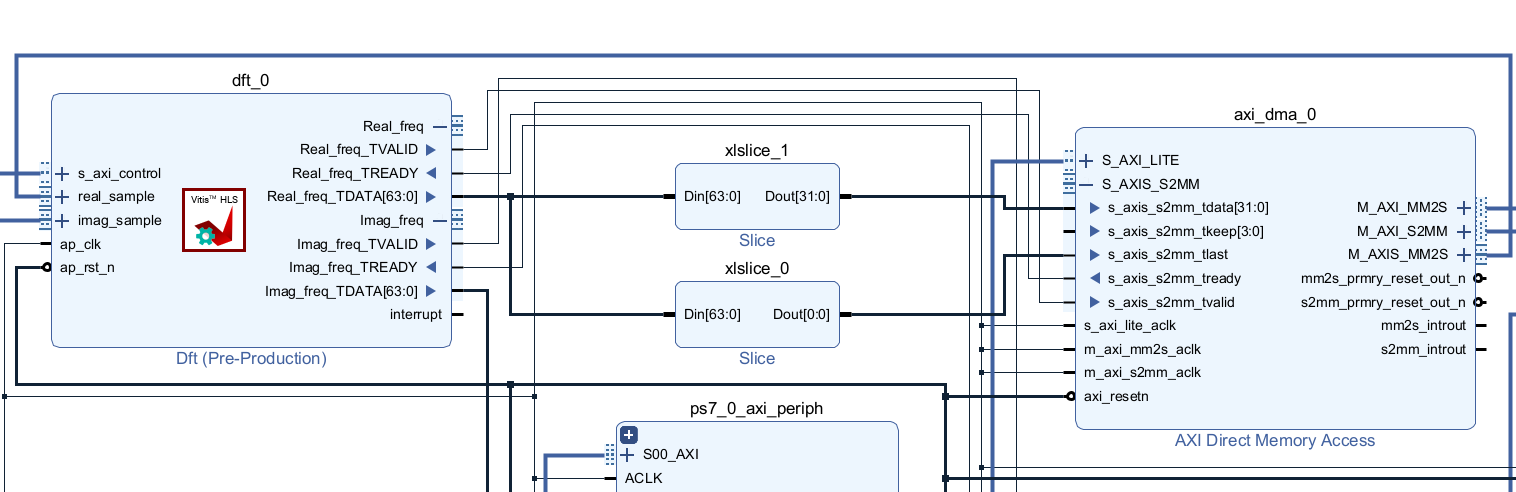 dft_0
Real_freq
Real_freq_TVALID
s_axi_control
Real_freq_TREADY
real_sample
Vitis™ HLS
Real_freq_TDATA[63:0]
imag_sample
Imag_freq
ap_clk
Imag_freq_TVALID
ap_rst_n
Imag_freq_TREADY
Imag_freq_TDATA[63:0]
interrupt
Dft (Pre-Production)
xlslice_1
Din[63:0] Dout[31:0]
Slice
xlslice_0
Din[63:0] Dout[0:0]
Slice
ps7_0_axi_periph
S00_AXI
ACLK
axi_dma_0
S_AXI_LITE
S_AXIS_S2MM
s_axis_s2mm_tdata[31:0] M_AXI_MM2S
s_axis_s2mm_tkeep[3:0] M_AXI_S2MM
s_axis_s2mm_tlast M_AXIS_MM2S
s_axis_s2mm_tready mm2s_prmry_reset_out_n
s_axis_s2mm_tvalid s2mm_prmry_reset_out_n
s_axi_lite_aclk mm2s_introut
m_axi_mm2s_aclk s2mm_introut
m_axi_s2mm_aclk
axi_resetn
AXI Direct Memory Access